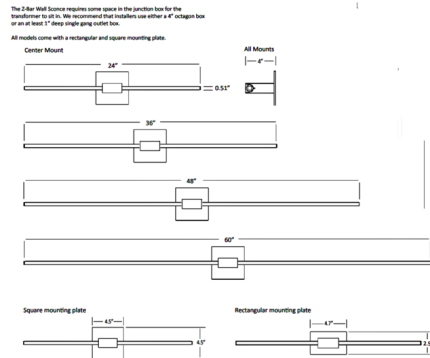 The Z-Bar Wall Sconce requires some space in the junction box for the
transformer to sit in. We recommend that installers use either a 4" octagon box
or an at least 1" deep single gang outlet box.
All models come with a rectangular and square mounting plate.
Center Mount
All Mounts
24"
4"
0.51"
36"
48"
60"
Square mounting plate
Rectangular mounting plate
4.5"
4.7"
4.5"